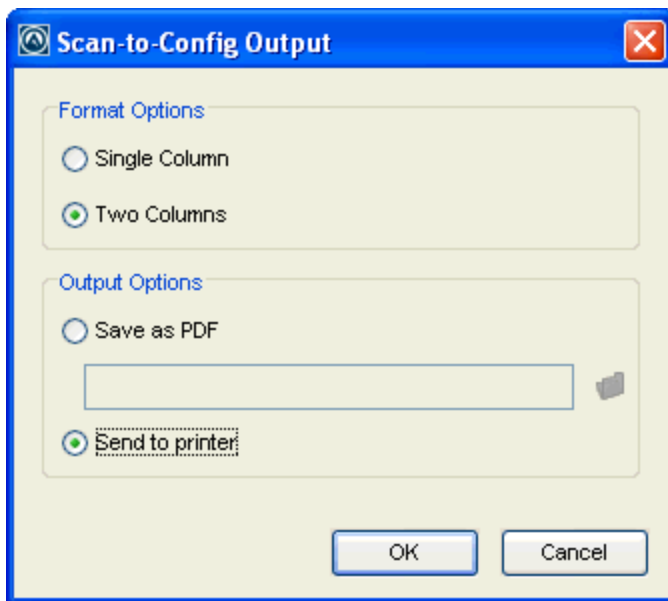 Scan-to-Config Output
Format Options
Single Column
Two Columns
Output Options
Save as PDF
Send to printer
OK Cancel